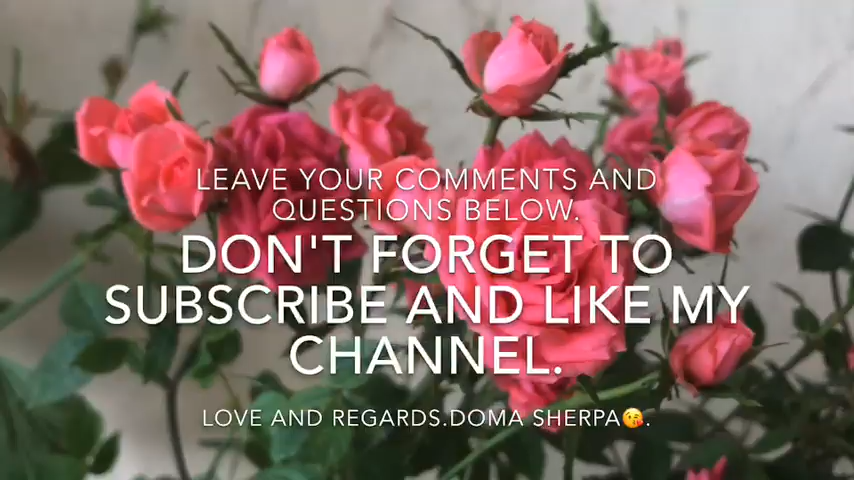 LEAVE YOUR COMMENTS AND
QUESTIONS BELOW.
DON'T FORGET TO
SUBSCRIBE AND LIKE MY
CHANNEL.
LOVE AND REGARDS.DOMA SHERPA😘.